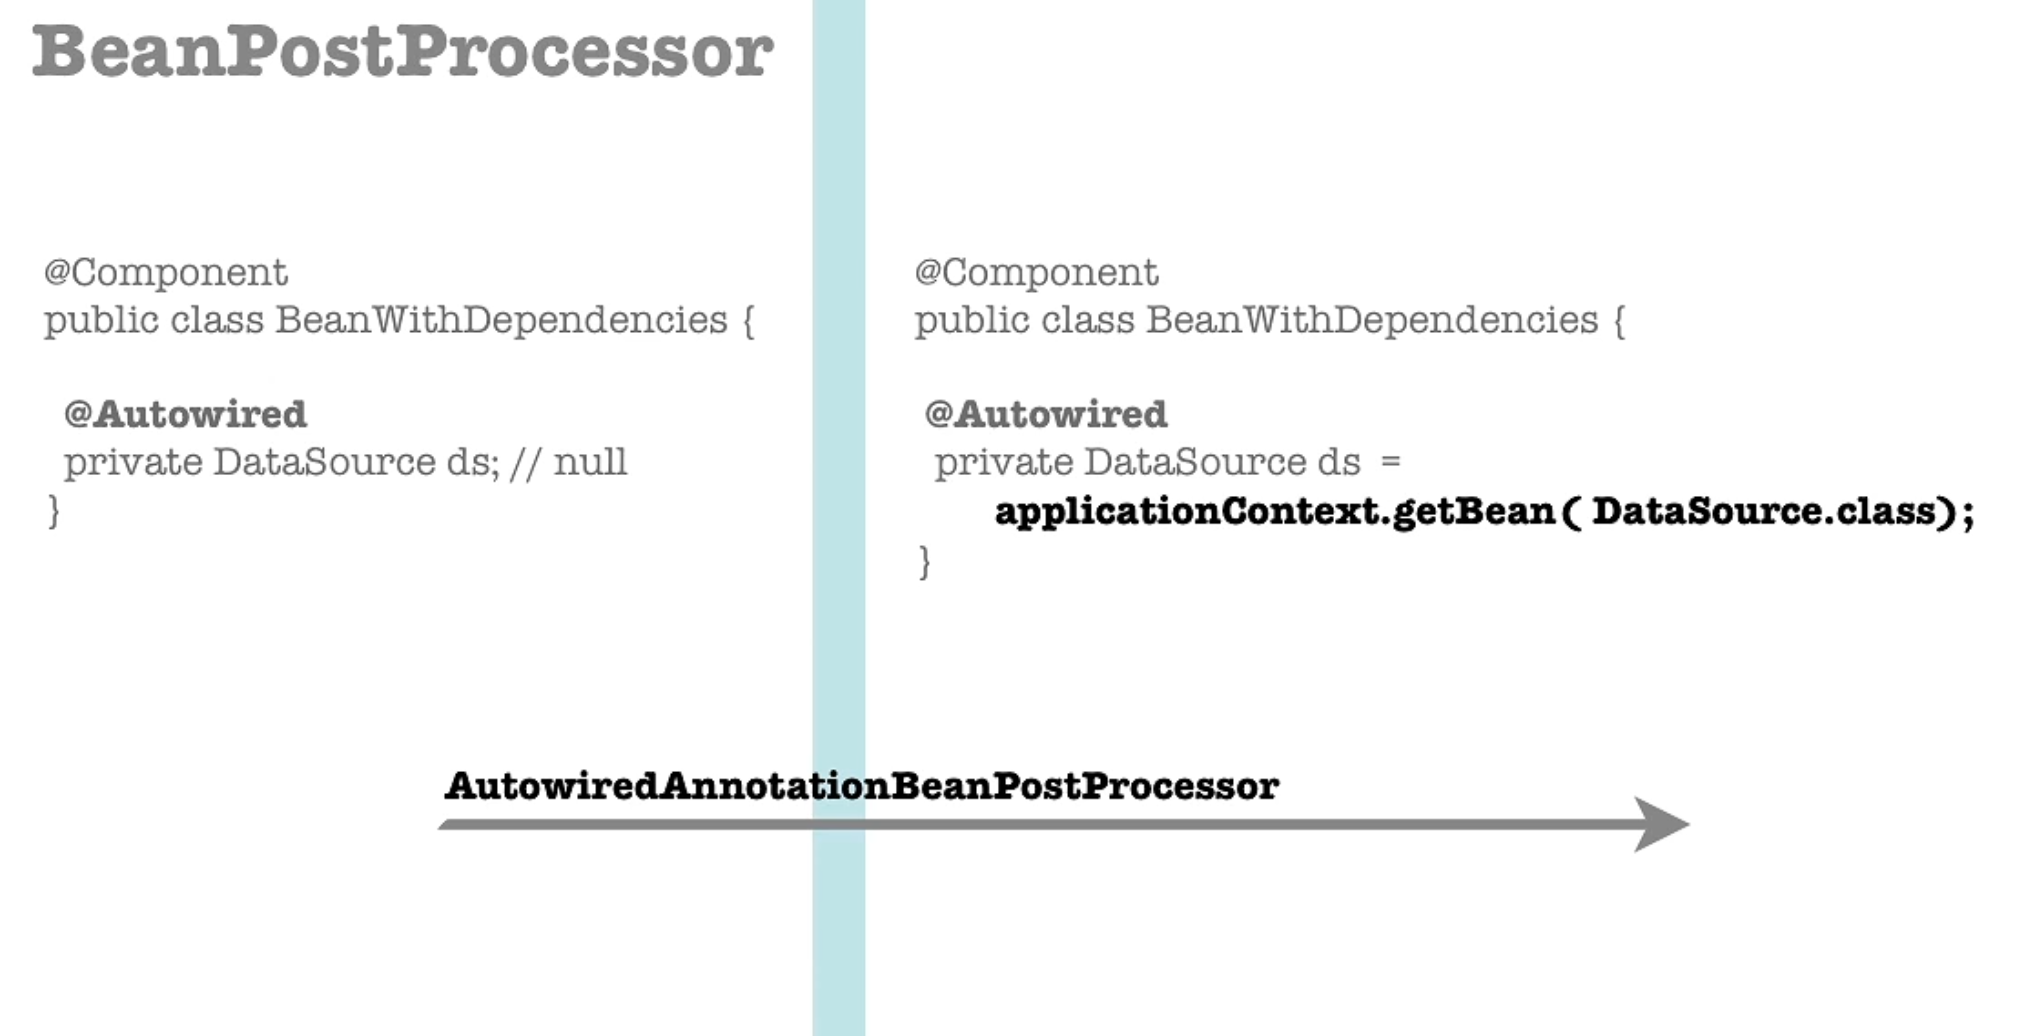 BeanPostProcessor
@Component
public class BeanWithDependencies {
@Autowired
private DataSource ds; // null
}
@Component
public class BeanWithDependencies {
@Autowired
private DataSource ds =
applicationContext.getBean( DataSource.class);
}
AutowiredAnnotationBeanPostProcessor